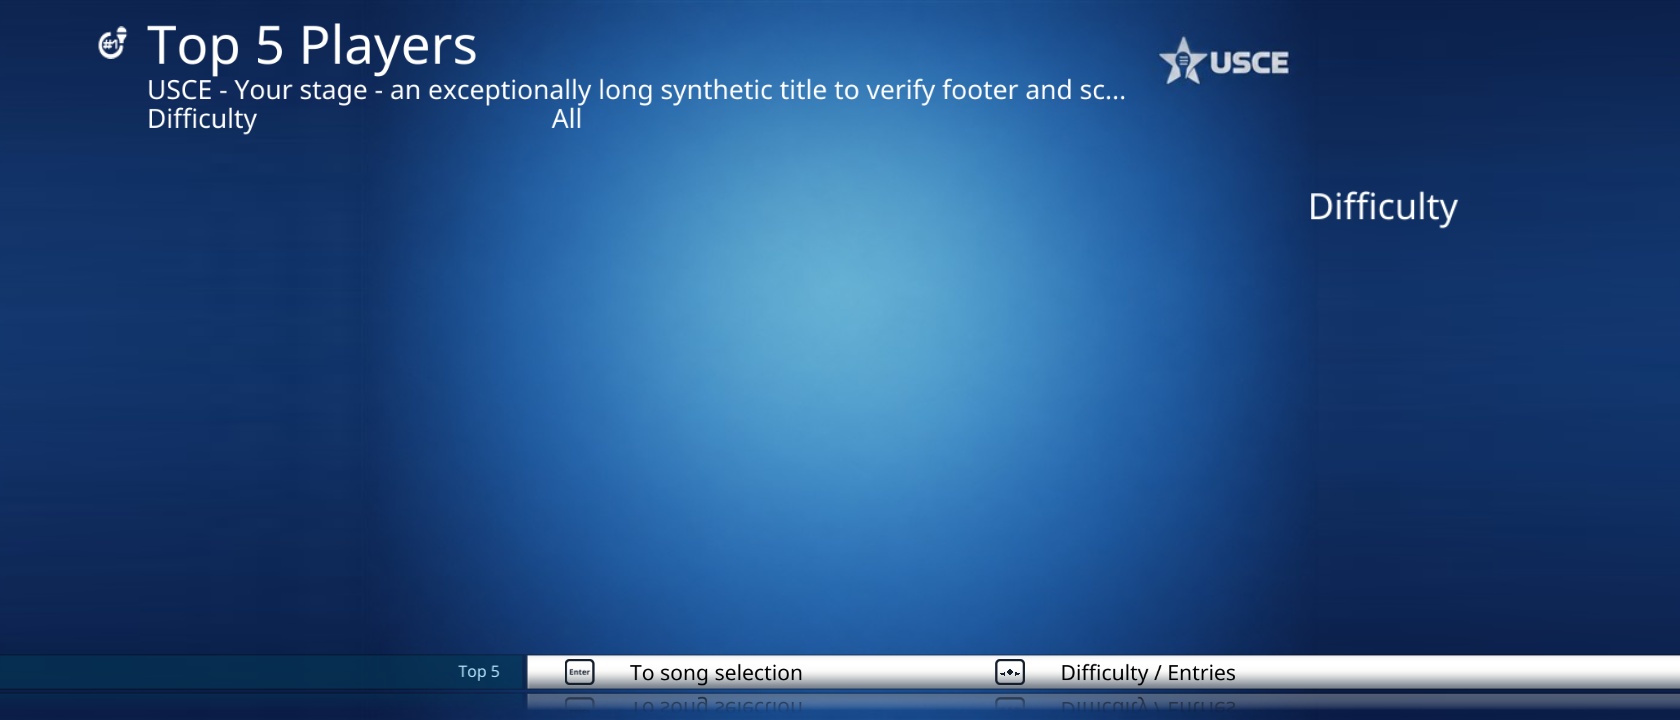 #1
Top 5 Players
USCE
USCE - Your stage - an exceptionally long synthetic title to verify footer and sc...
Difficulty All
Difficulty
Top 5
Enter To song selection
Difficulty / Entries